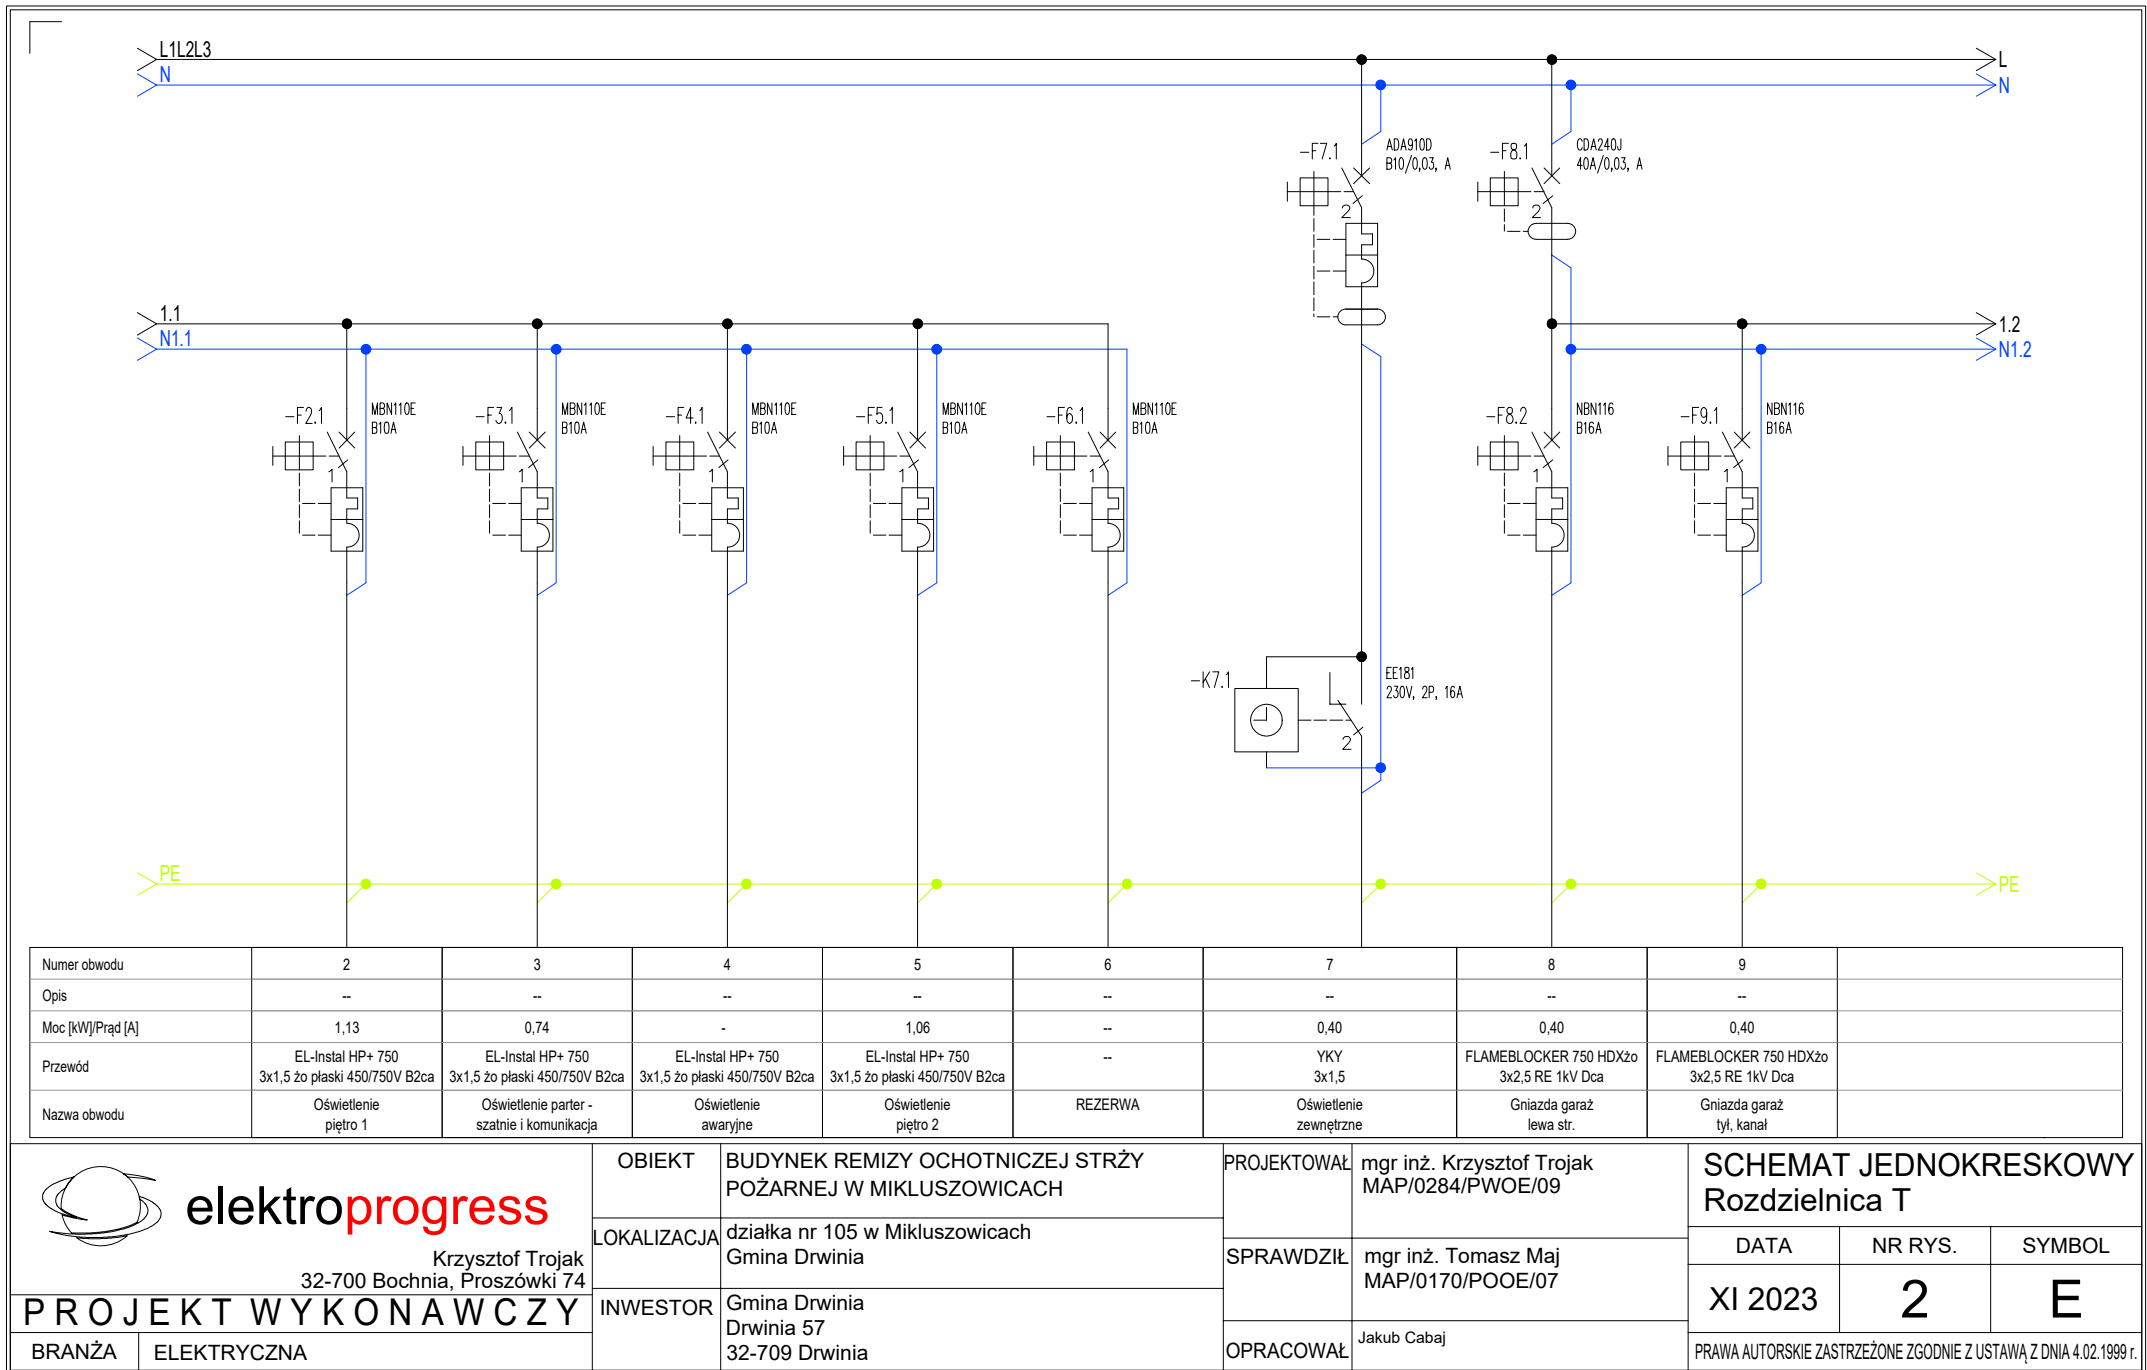 L1L2L3
L
N
N
-F7.1
ADA910D
B10/0,03, A
2
-F8.1
CDA240J
40A/0,03, A
2
1.1
1.2
N1.1
N1.2
-F2.1
MBN110E
B10A
1
-F3.1
MBN110E
B10A
1
-F4.1
MBN110E
B10A
1
-F5.1
MBN110E
B10A
1
-F6.1
MBN110E
B10A
1
-F8.2
NBN116
B16A
1
-F9.1
NBN116
B16A
1
-K7.1
EE181
230V, 2P, 16A
2
PE
PE
Numer obwodu 2 3 4 5 6 7 8 9
Opis -- -- -- -- -- -- -- --
Moc [kW]/Prąd [A] 1,13 0,74 - 1,06 -- 0,40 0,40 0,40
Przewód
EL-Instal HP+ 750
3x1,5 żo płaski 450/750V B2ca
EL-Instal HP+ 750
3x1,5 żo płaski 450/750V B2ca
EL-Instal HP+ 750
3x1,5 żo płaski 450/750V B2ca
EL-Instal HP+ 750
3x1,5 żo płaski 450/750V B2ca
--
YKY
3x1,5
FLAMEBLOCKER 750 HDXżo
3x2,5 RE 1kV Dca
FLAMEBLOCKER 750 HDXżo
3x2,5 RE 1kV Dca
Nazwa obwodu
Oświetlenie
piętro 1
Oświetlenie parter -
szatnie i komunikacja
Oświetlenie
awaryjne
Oświetlenie
piętro 2
REZERWA
Oświetlenie
zewnętrzne
Gniazda garaż
lewa str.
Gniazda garaż
tył, kanał
elektroprogress
Krzysztof Trojak
32-700 Bochnia, Proszówki 74
PROJEKT WYKONAWCZY
BRANŻA ELEKTRYCZNA
OBIEKT
BUDYNEK REMIZY OCHOTNICZEJ STRŻY
POŻARNEJ W MIKLUSZOWICACH
LOKALIZACJA
działka nr 105 w Mikluszowicach
Gmina Drwinia
INWESTOR
Gmina Drwinia
Drwinia 57
32-709 Drwinia
PROJEKTOWAŁ
mgr inż. Krzysztof Trojak
MAP/0284/PWOE/09
SPRAWDZIŁ
mgr inż. Tomasz Maj
MAP/0170/POOE/07
OPRACOWAŁ
Jakub Cabaj
SCHEMAT JEDNOKRESKOWY
Rozdzielnica T
DATA NR RYS. SYMBOL
XI 2023 2 E
PRAWA AUTORSKIE ZASTRZEŻONE ZGODNIE Z USTAWĄ Z DNIA 4.02.1999 r.